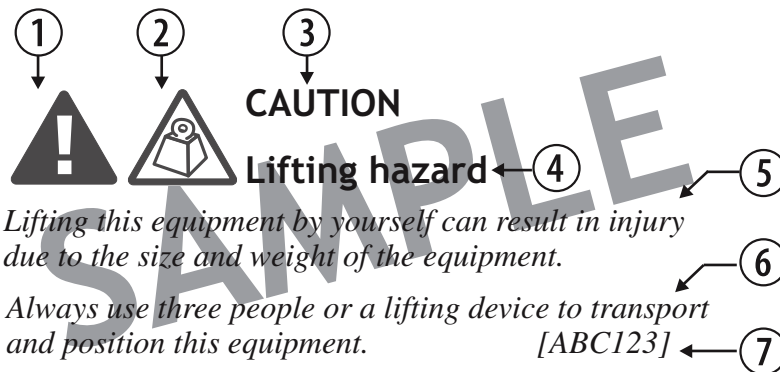 1 2 3
CAUTION
Lifting hazard 4
5
Lifting this equipment by yourself can result in injury
due to the size and weight of the equipment.
6
Always use three people or a lifting device to transport
and position this equipment. [ABC123] 7
SAMPLE